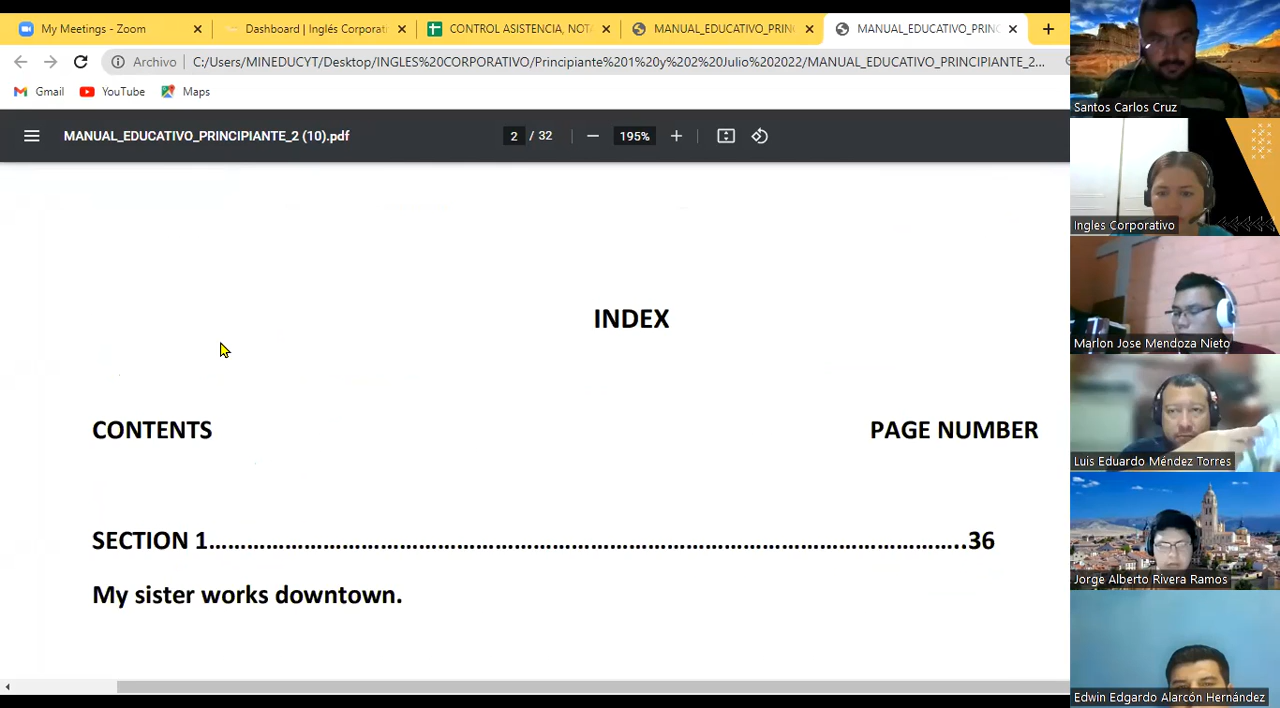 My Meetings - Zoom
Dashboard | Inglés Corporati
CONTROL ASISTENCIA, NOT
MANUAL_EDUCATIVO_PRINC
MANUAL_EDUCATIVO_PRINC
Archivo
C:/Users/MINEDUCYT/Desktop/INGLES%20CORPORATIVO/Principiante%201%20y%202%20Julio%202022/MANUAL_EDUCATIVO_PRINCIPIANTE_2...
Gmail
YouTube
Maps
MANUAL_EDUCATIVO_PRINCIPIANTE_2 (10).pdf
2 / 32
195%
INDEX
CONTENTS
PAGE NUMBER
SECTION 1………………………………………………………………………………………………………..36
My sister works downtown.
Santos Carlos Cruz
Ingles Corporativo
Marlon Jose Mendoza Nieto
Luis Eduardo Méndez Torres
Jorge Alberto Rivera Ramos
Edwin Edgardo Alarcón Hernández